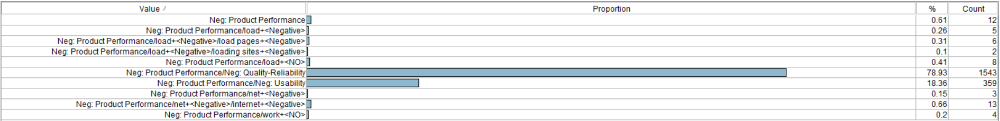 Value Proportion % Count
Neg: Product Performance 0.61 12
Neg: Product Performance/load+<Negative> 0.26 5
Neg: Product Performance/load+<Negative>/load pages+<Negative> 0.31 6
Neg: Product Performance/load+<Negative>/loading sites+<Negative> 0.1 2
Neg: Product Performance/load+<NO> 0.41 8
Neg: Product Performance/Neg: Quality-Reliability 78.93 1543
Neg: Product Performance/Neg: Usability 18.36 359
Neg: Product Performance/net+<Negative> 0.15 3
Neg: Product Performance/net+<Negative>/internet+<Negative> 0.66 13
Neg: Product Performance/work+<NO> 0.2 4